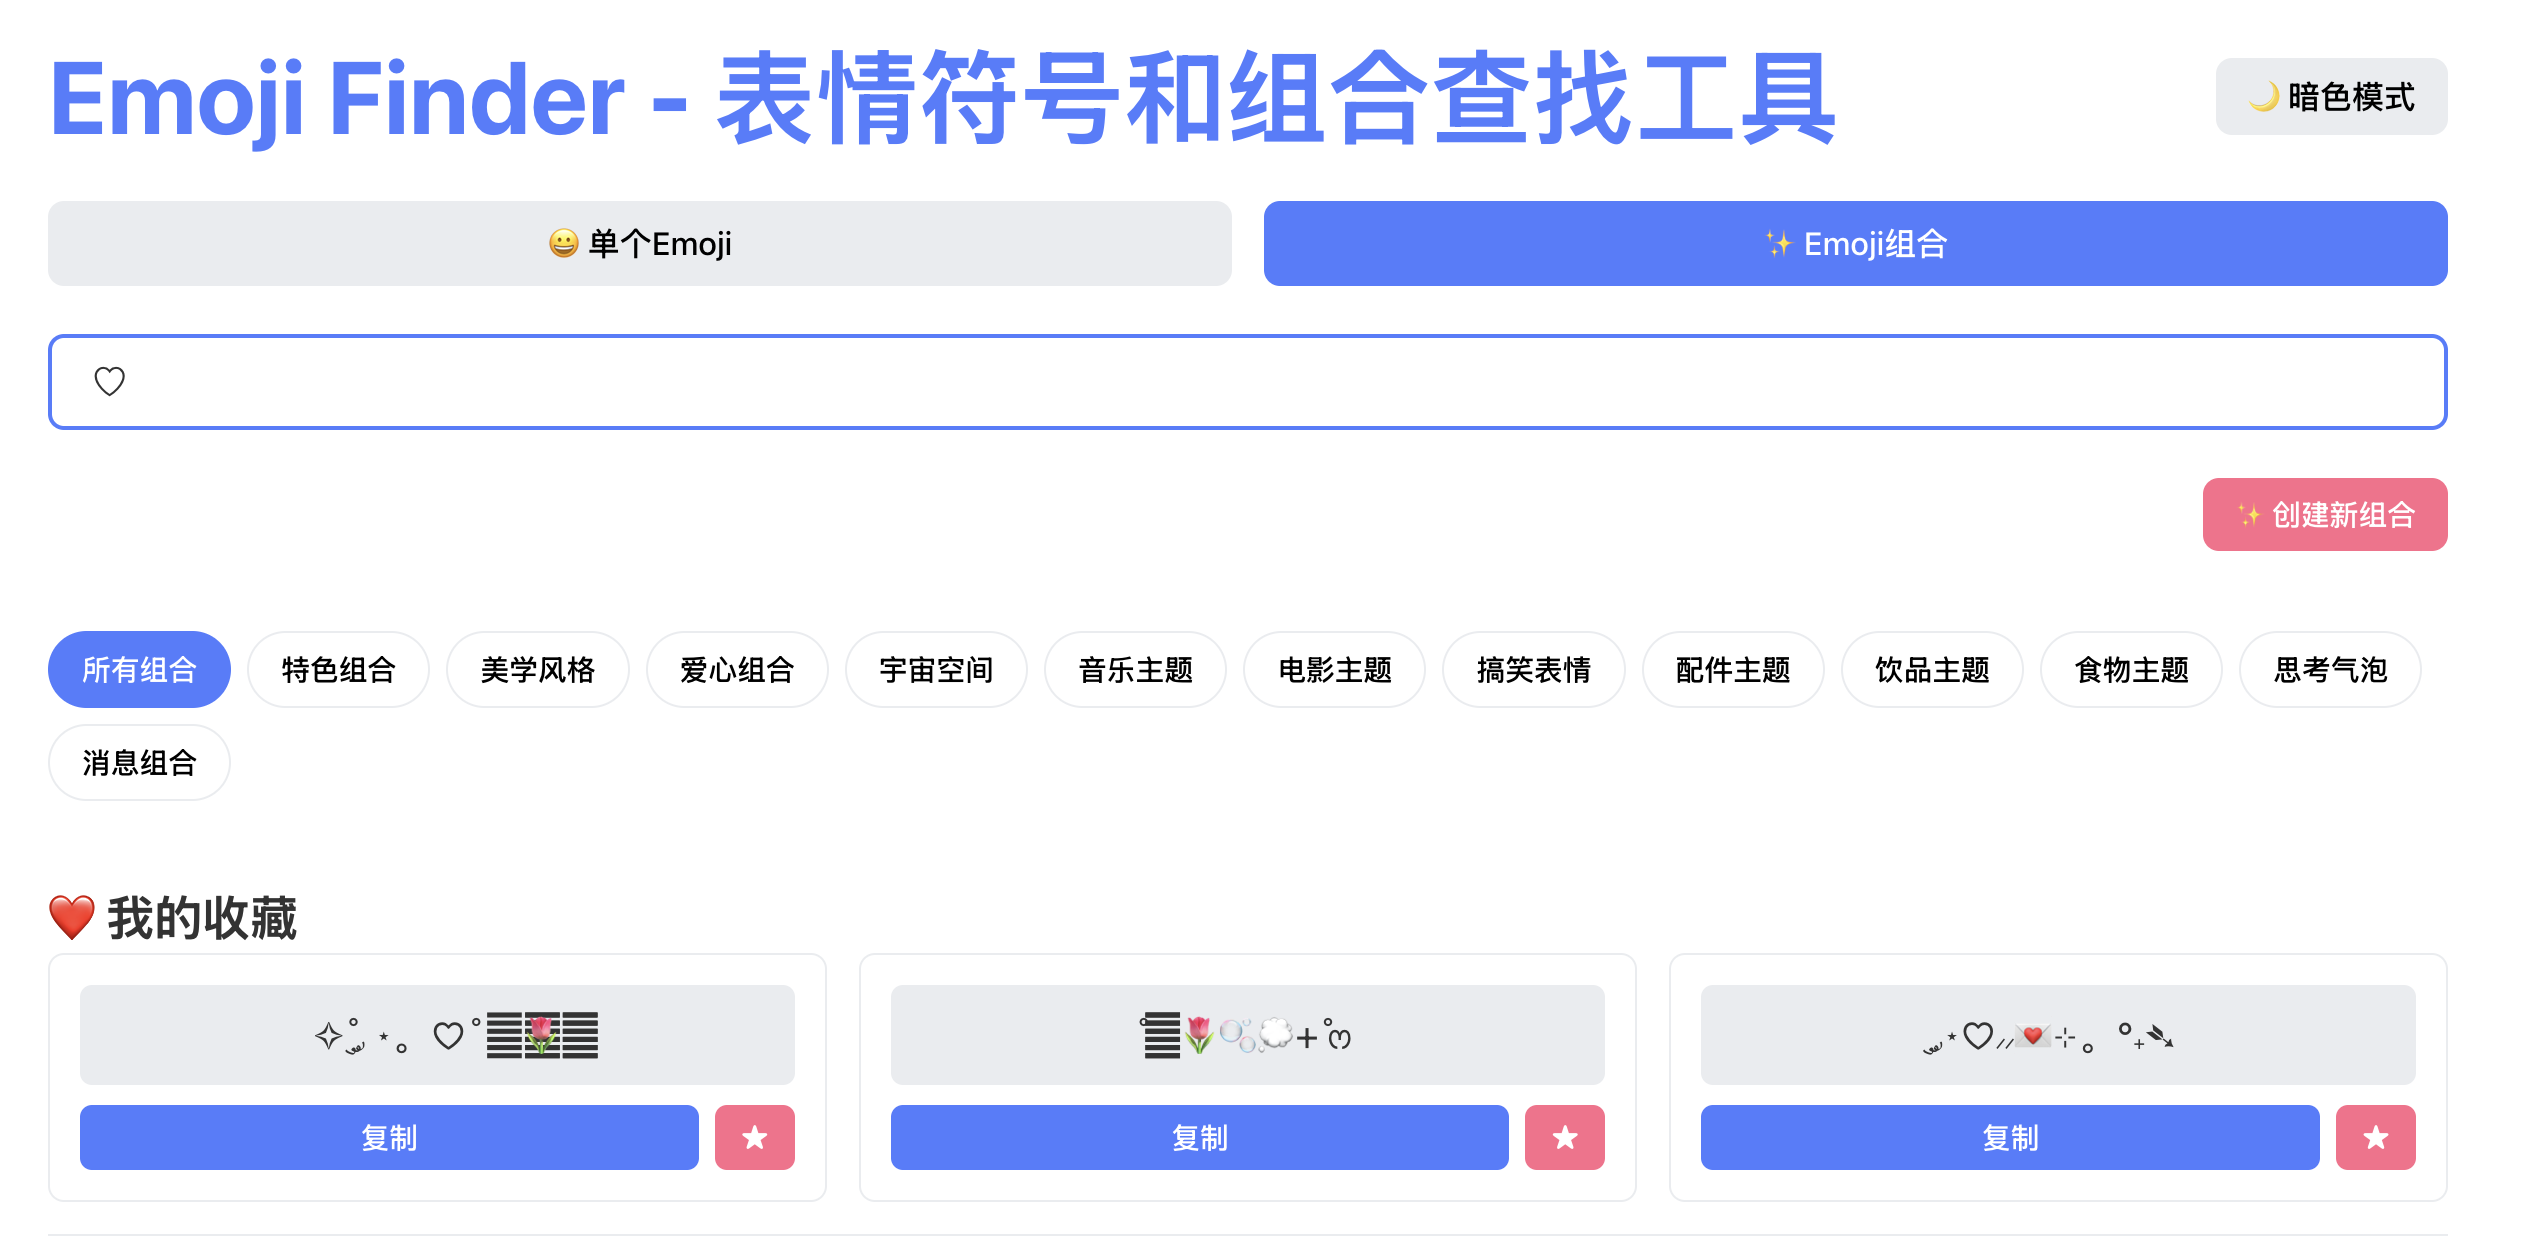 Emoji Finder - 表情符号和组合查找工具
🌙 暗色模式
😀 单个Emoji
✨ Emoji组合
♡
✨ 创建新组合
所有组合 特色组合 美学风格 爱心组合 宇宙空间 音乐主题 电影主题 搞笑表情 配件主题 饮品主题 食物主题 思考气泡
消息组合
❤️ 我的收藏
✧˚ ༘ ⋆｡ ♡˚𓂃🌷𓂃
˚𓂃🌷🫧💭₊˚ෆ
༘⋆♡⸝⸝💌⊹｡ °₊➴
复制 ★
复制 ★
复制 ★